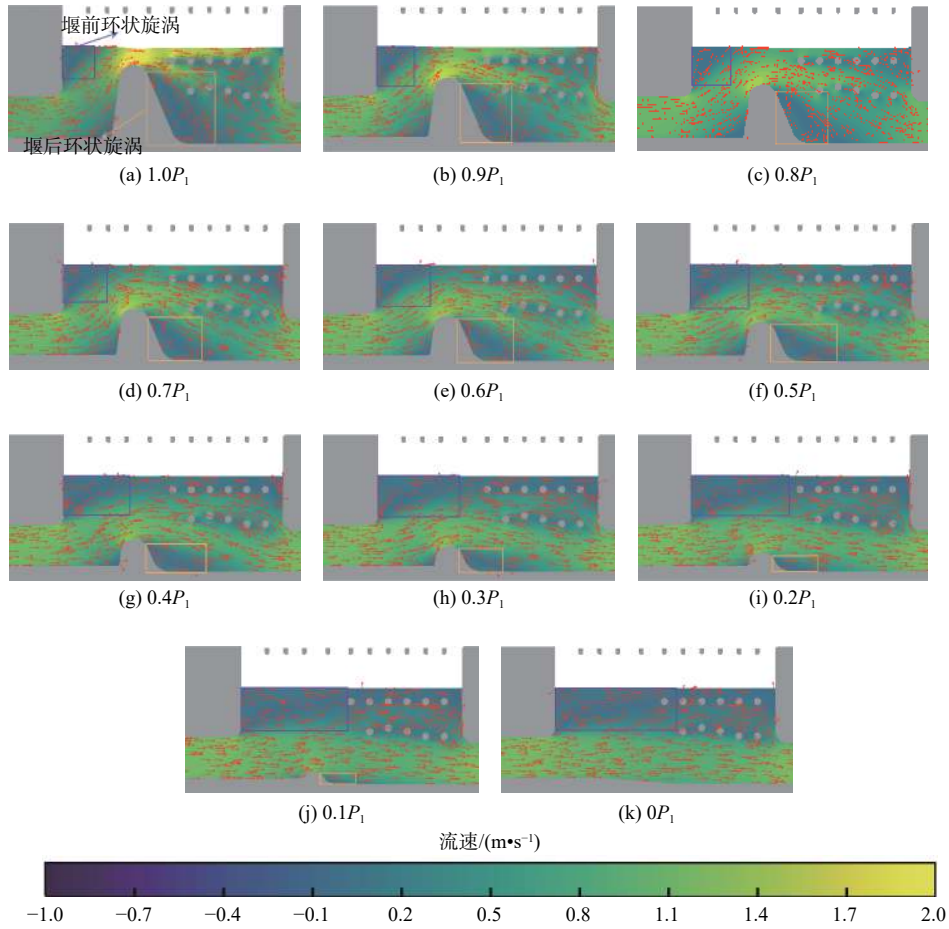 堰前环状旋涡
堰后环状旋涡
(a) 1.0P₁
(b) 0.9P₁
(c) 0.8P₁
(d) 0.7P₁
(e) 0.6P₁
(f) 0.5P₁
(g) 0.4P₁
(h) 0.3P₁
(i) 0.2P₁
(j) 0.1P₁
(k) 0P₁
流速/(m•s⁻¹)
−1.0 −0.7 −0.4 −0.1 0.2 0.5 0.8 1.1 1.4 1.7 2.0